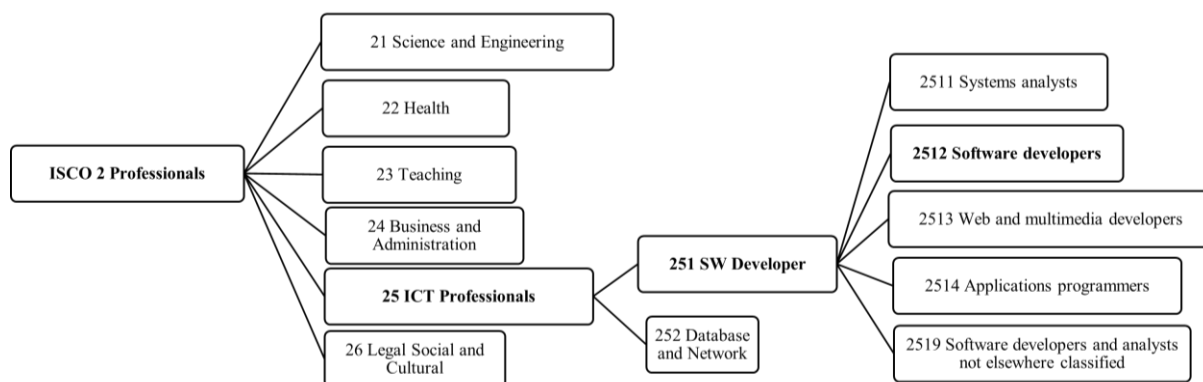 ISCO 2 Professionals
21 Science and Engineering
22 Health
23 Teaching
24 Business and
Administration
25 ICT Professionals
26 Legal Social and
Cultural
251 SW Developer
252 Database
and Network
2511 Systems analysts
2512 Software developers
2513 Web and multimedia developers
2514 Applications programmers
2519 Software developers and analysts
not elsewhere classified